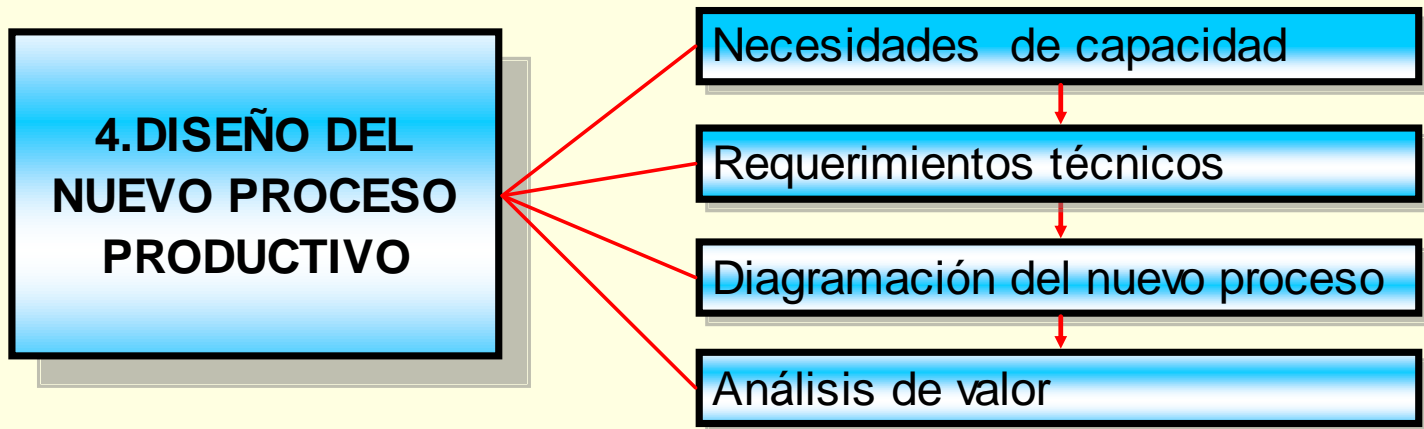 4.DISEÑO DEL
NUEVO PROCESO
PRODUCTIVO
Necesidades de capacidad
Requerimientos técnicos
Diagramación del nuevo proceso
Análisis de valor